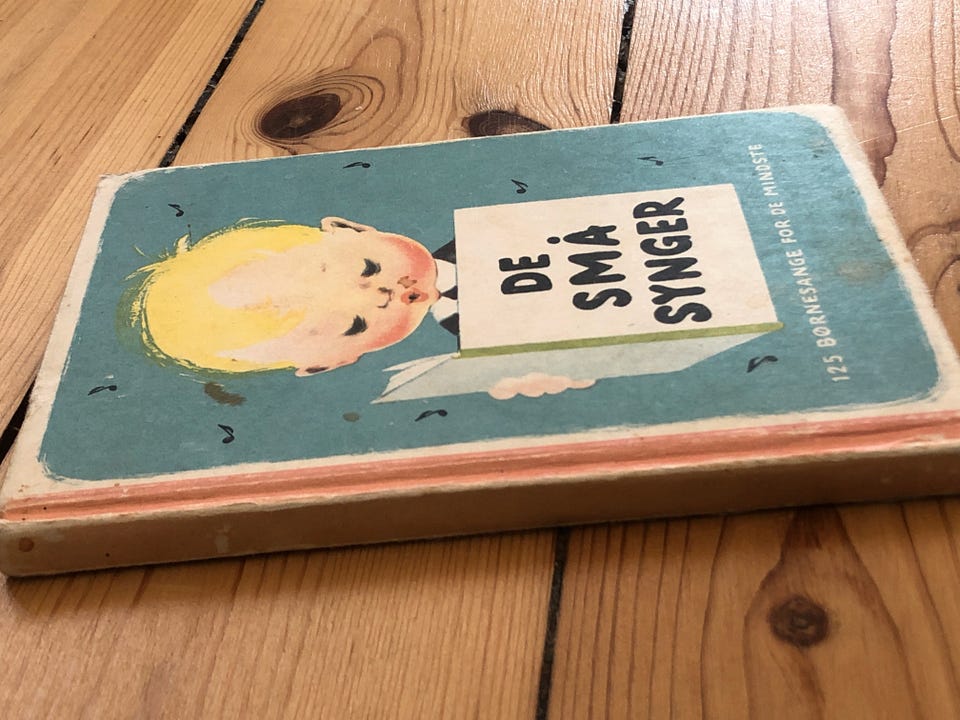 DE
SMÅ
SYNGER
125 BØRNESANGE FOR DE MINDSTE